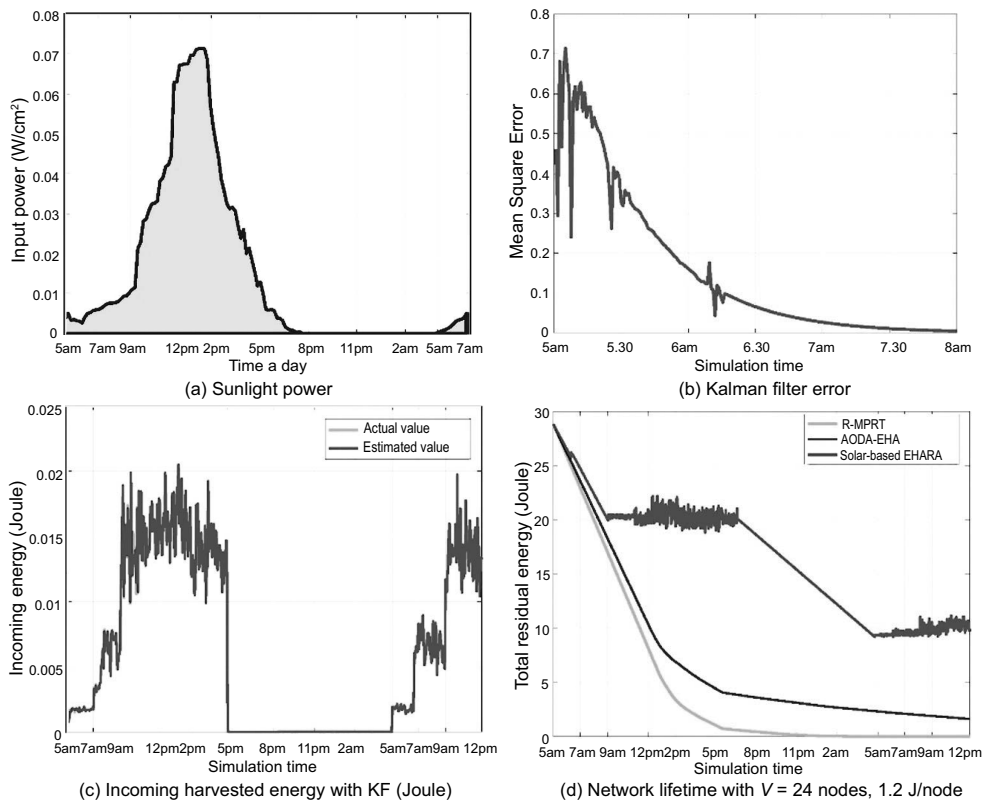 0.08
0.07
0.06
0.05
0.04
0.03
0.02
0.01
0
Input power (W/cm²)
5am 7am 9am 12pm 2pm 5pm 8pm 11pm 2am 5am 7am
Time a day
(a) Sunlight power
0.8
0.7
0.6
0.5
0.4
0.3
0.2
0.1
0
Mean Square Error
5am 5.30 6am 6.30 7am 7.30 8am
Simulation time
(b) Kalman filter error
0.025
0.02
0.015
0.01
0.005
0
Incoming energy (Joule)
Actual value
Estimated value
5am7am9am 12pm2pm 5pm 8pm 11pm 2am 5am7am9am 12pm
Simulation time
(c) Incoming harvested energy with KF (Joule)
30
25
20
15
10
5
0
Total residual energy (Joule)
R-MPRT
AODA-EHA
Solar-based EHARA
5am 7am 9am 12pm2pm 5pm 8pm 11pm 2am 5am7am9am 12pm
Simulation time
(d) Network lifetime with V = 24 nodes, 1.2 J/node